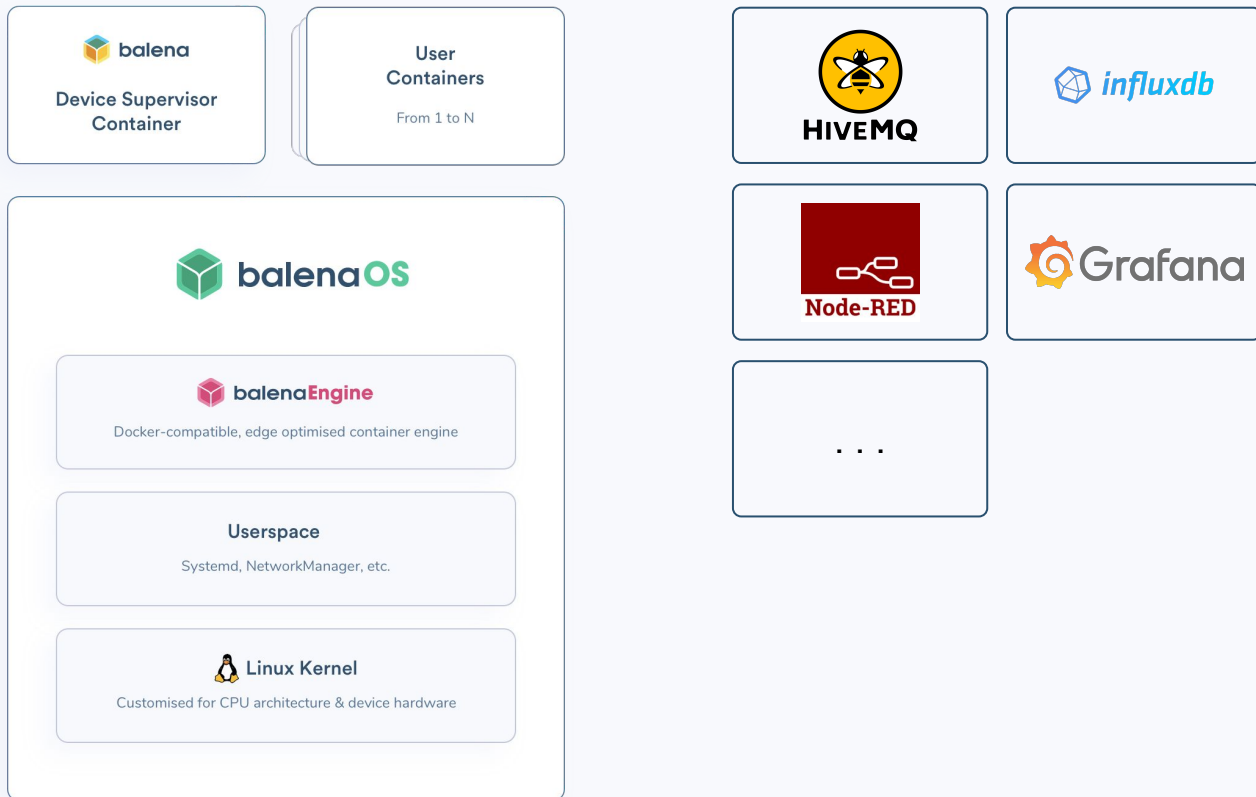 balena
Device Supervisor
Container
User
Containers
From 1 to N
balenaOS
balenaEngine
Docker-compatible, edge optimised container engine
Userspace
Systemd, NetworkManager, etc.
Linux Kernel
Customised for CPU architecture & device hardware
HIVEMQ
influxdb
Node-RED
Grafana
. . .